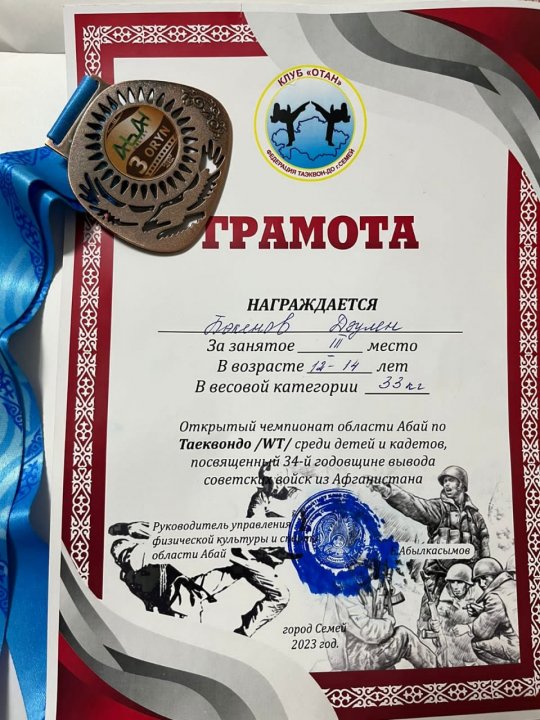 КЛУБ «ОТАН»
ФЕДЕРАЦИЯ ТАЭКВОН-ДО г.СЕМЕЙ
3 ORYN
ГРАМОТА
НАГРАЖДАЕТСЯ
Бокенов Даулен
За занятое III место
В возрасте 12-14 лет
В весовой категории 33 кг
Открытый чемпионат области Абай по
Таеквондо /WT/ среди детей и кадетов,
посвященный 34-й годовщине вывода
советских войск из Афганистана
Руководитель управления
физической культуры и спорта
области Абай
Е.Абылкасымов
город Семей
2023 год.